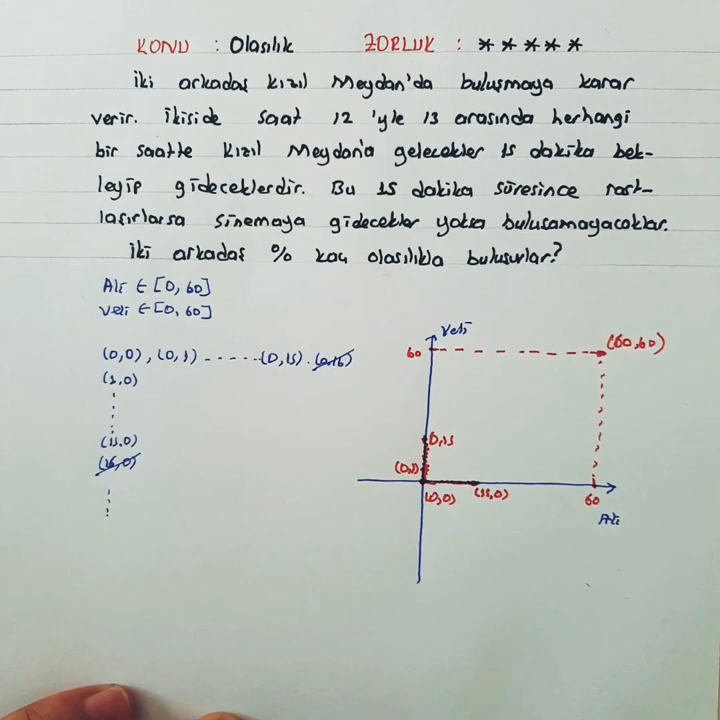 KONU : Olasılık ZORLUK : * * * * *
İki arkadaş Kızıl Meydan'da buluşmaya karar
verir. İkiside saat 12 'yle 13 arasında herhangi
bir saatte Kızıl Meydan'a gelecekler 15 dakika bek-
leyip gideceklerdir. Bu 15 dakika süresince rast-
laşırlarsa sinemaya gidecekler yoksa buluşamayacaklar.
İki arkadaş % kaç olasılıkla buluşurlar?
Ali ∈ [0, 60]
Veli ∈ [0, 60]
(0,0), (0,1) ------(0,15). (0,16)
(1,0)
(15,0)
(16,0)
Veli
60
(60,60)
(0,15
(0,1)
(0,0)
(15,0)
60
Ali